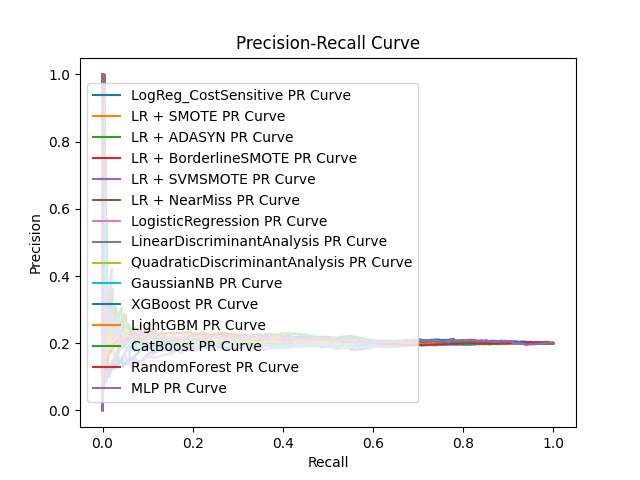 Precision-Recall Curve
Precision
1.0
0.8
0.6
0.4
0.2
0.0
LogReg_CostSensitive PR Curve
LR + SMOTE PR Curve
LR + ADASYN PR Curve
LR + BorderlineSMOTE PR Curve
LR + SVMSMOTE PR Curve
LR + NearMiss PR Curve
LogisticRegression PR Curve
LinearDiscriminantAnalysis PR Curve
QuadraticDiscriminantAnalysis PR Curve
GaussianNB PR Curve
XGBoost PR Curve
LightGBM PR Curve
CatBoost PR Curve
RandomForest PR Curve
MLP PR Curve
0.0 0.2 0.4 0.6 0.8 1.0
Recall